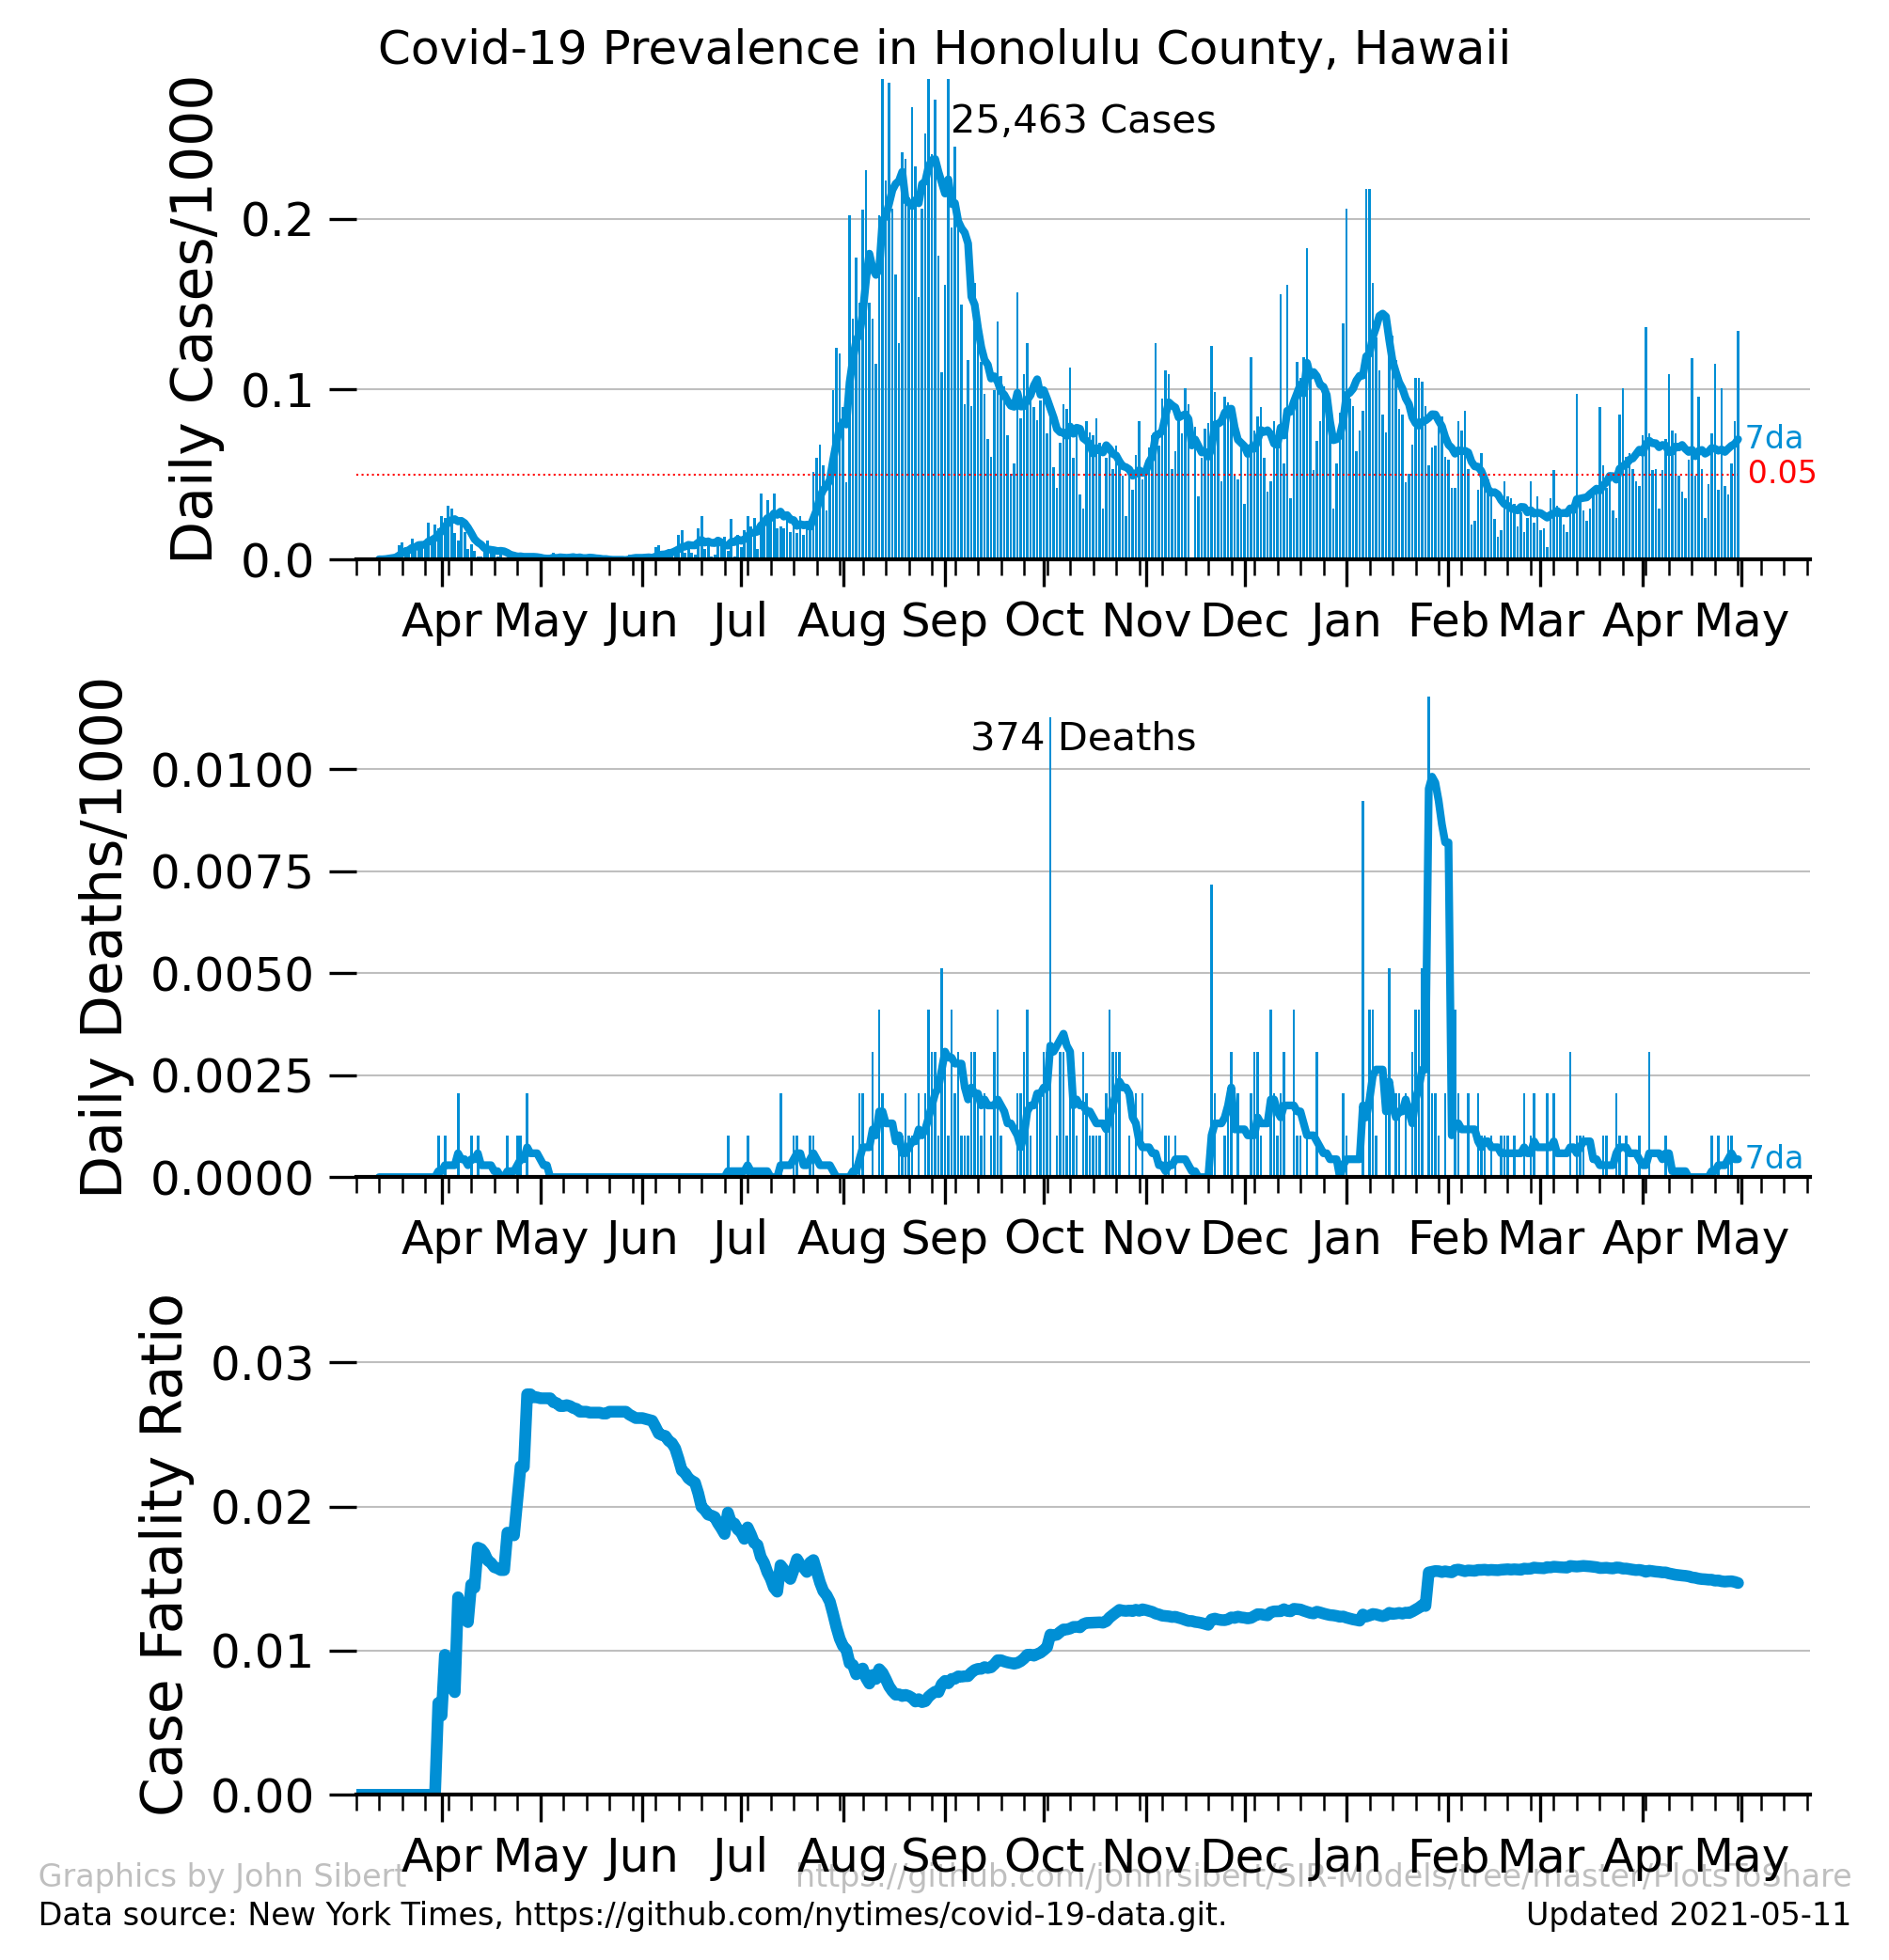 Covid-19 Prevalence in Honolulu County, Hawaii
Daily Cases/1000
25,463 Cases
0.2
0.1
0.0
7da
0.05
Apr May Jun Jul Aug Sep Oct Nov Dec Jan Feb Mar Apr May
Daily Deaths/1000
374 Deaths
0.0100
0.0075
0.0050
0.0025
0.0000
7da
Apr May Jun Jul Aug Sep Oct Nov Dec Jan Feb Mar Apr May
Case Fatality Ratio
0.03
0.02
0.01
0.00
Apr May Jun Jul Aug Sep Oct Nov Dec Jan Feb Mar Apr May
Graphics by John Sibert https://github.com/johnrsibert/SIR-Models/tree/master/PlotsToShare
Data source: New York Times, https://github.com/nytimes/covid-19-data.git. Updated 2021-05-11